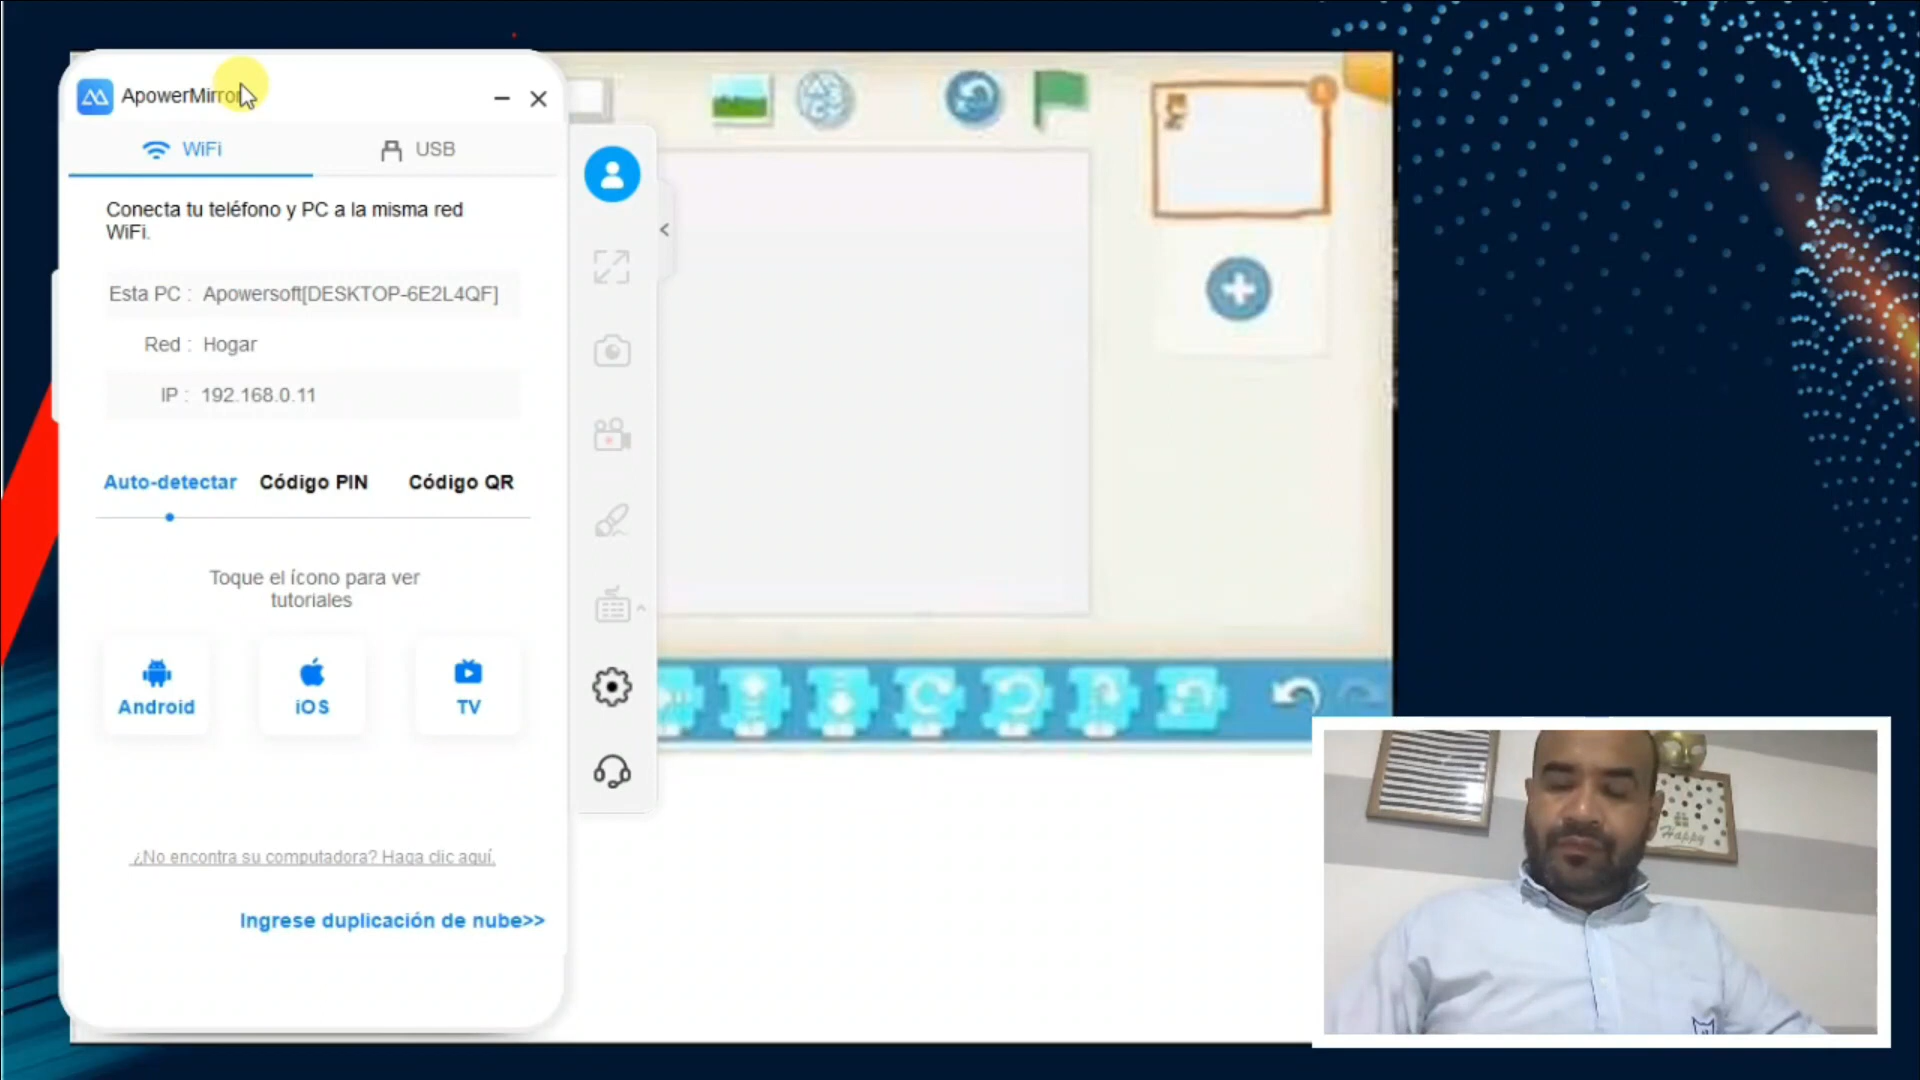 ApowerMirror
WiFi
USB
Conecta tu teléfono y PC a la misma red
WiFi.
Esta PC : Apowersoft[DESKTOP-6E2L4QF]
Red : Hogar
IP : 192.168.0.11
Auto-detectar
Código PIN
Código QR
Toque el ícono para ver
tutoriales
Android
iOS
TV
¿No encontra su computadora? Haga clic aquí.
Ingrese duplicación de nube>>
Happy